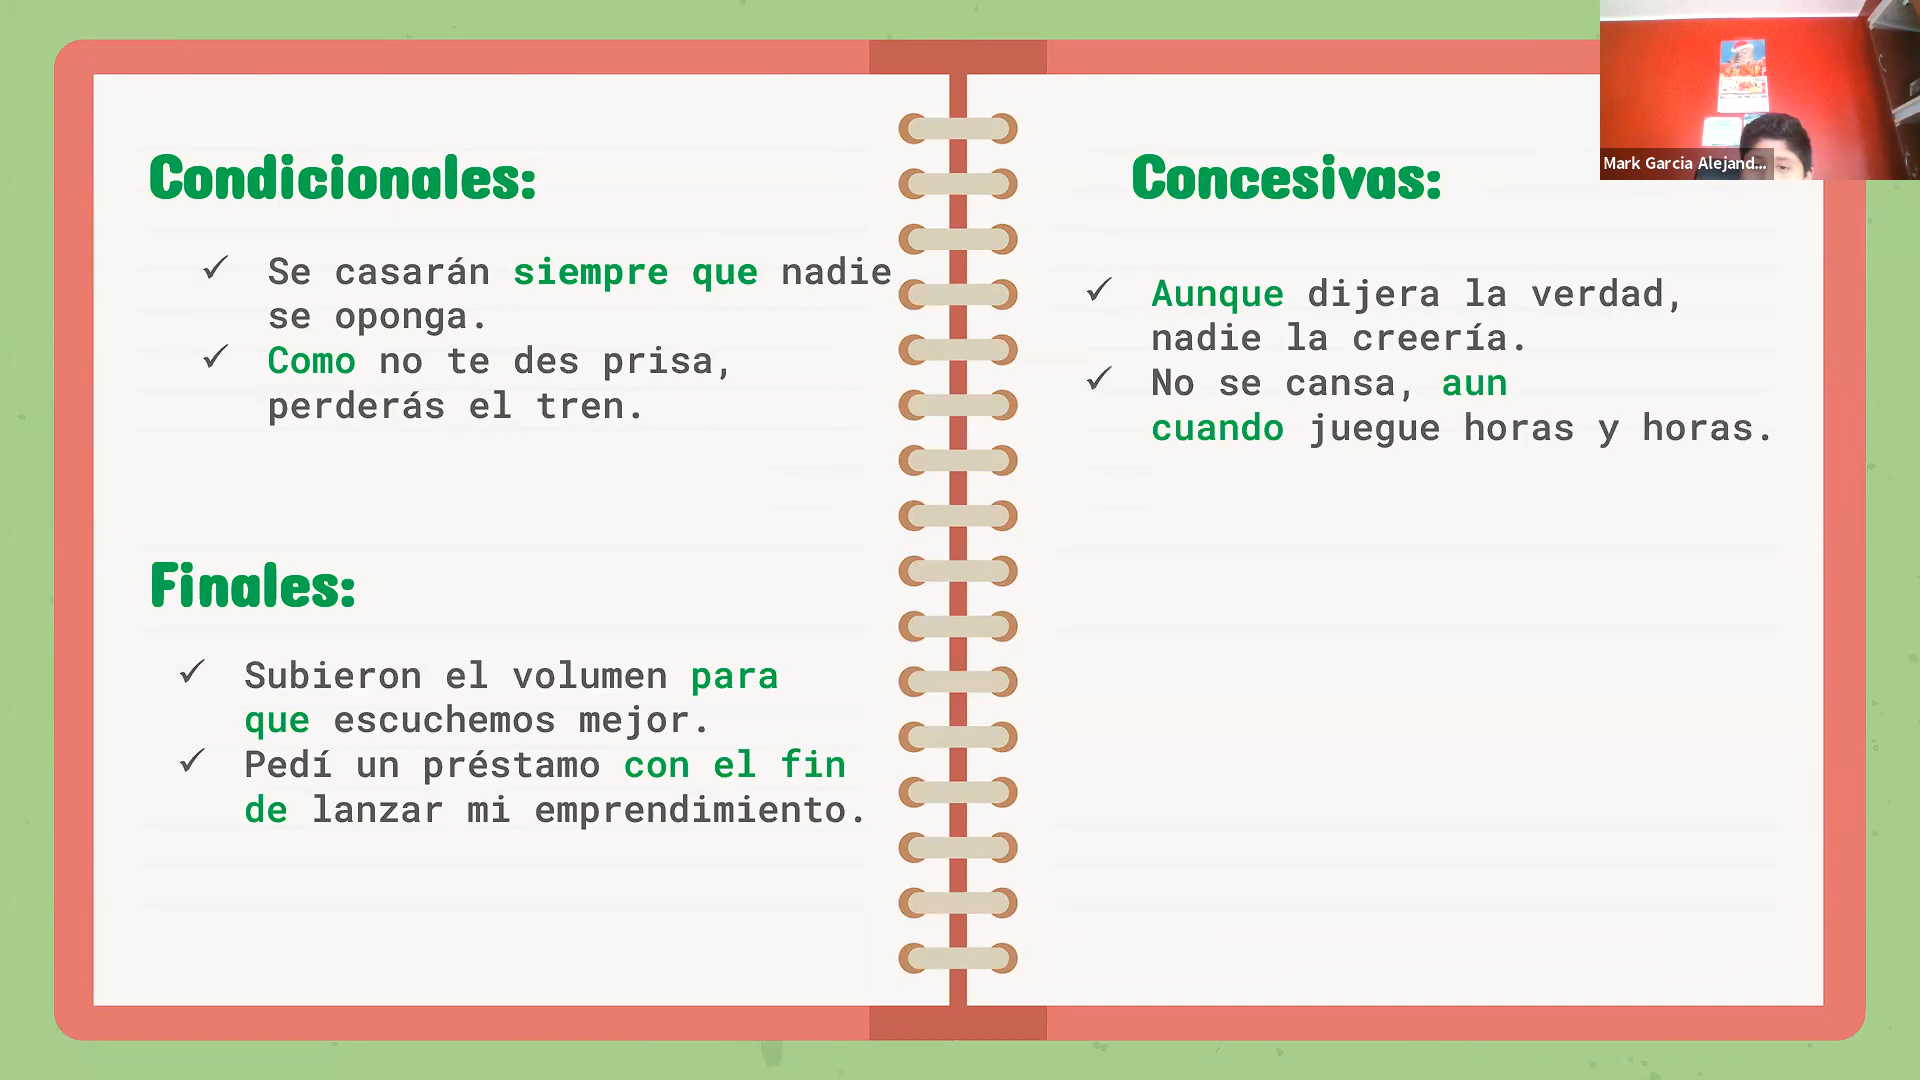 Condicionales:
Se casarán siempre que nadie
se oponga.
Como no te des prisa,
perderás el tren.
Finales:
Subieron el volumen para
que escuchemos mejor.
Pedí un préstamo con el fin
de lanzar mi emprendimiento.
Concesivas:
Aunque dijera la verdad,
nadie la creería.
No se cansa, aun
cuando juegue horas y horas.
Mark Garcia Alejand...